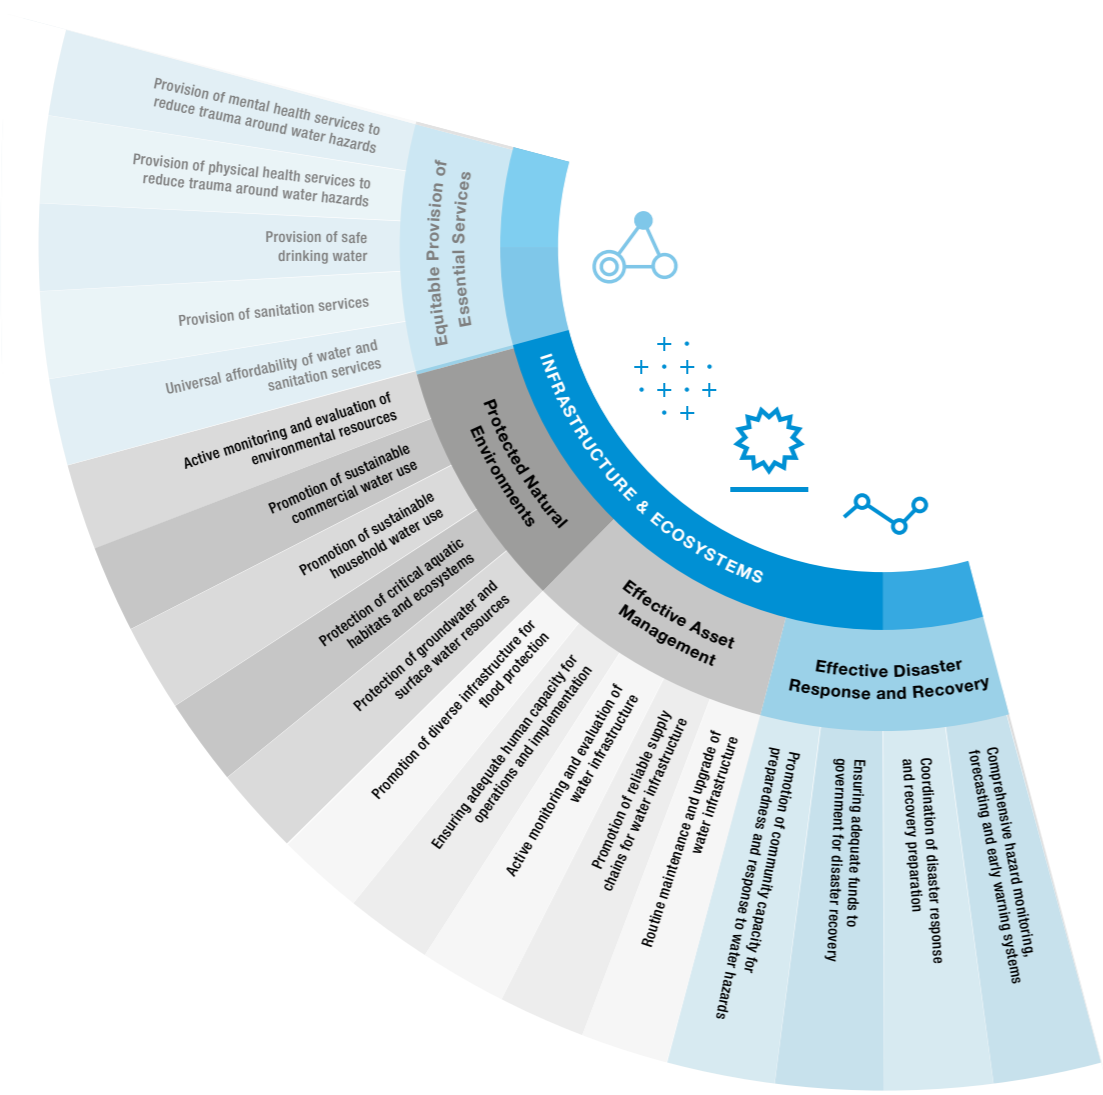 INFRASTRUCTURE & ECOSYSTEMS
Equitable Provision of
Essential Services
Provision of mental health services to
reduce trauma around water hazards
Provision of physical health services to
reduce trauma around water hazards
Provision of safe
drinking water
Provision of sanitation services
Universal affordability of water and
sanitation services
Protected Natural
Environments
Active monitoring and evaluation of
environmental resources
Promotion of sustainable
commercial water use
Promotion of sustainable
household water use
Protection of critical aquatic
habitats and ecosystems
Protection of groundwater and
surface water resources
Effective Asset
Management
Promotion of diverse infrastructure for
flood protection
Ensuring adequate human capacity for
operations and implementation
Active monitoring and evaluation of
water infrastructure
Promotion of reliable supply
chains for water infrastructure
Routine maintenance and upgrade of
water infrastructure
Effective Disaster
Response and Recovery
Promotion of community capacity for
preparedness and response to water hazards
Ensuring adequate funds to
government for disaster recovery
Coordination of disaster response
and recovery preparation
Comprehensive hazard monitoring,
forecasting and early warning systems